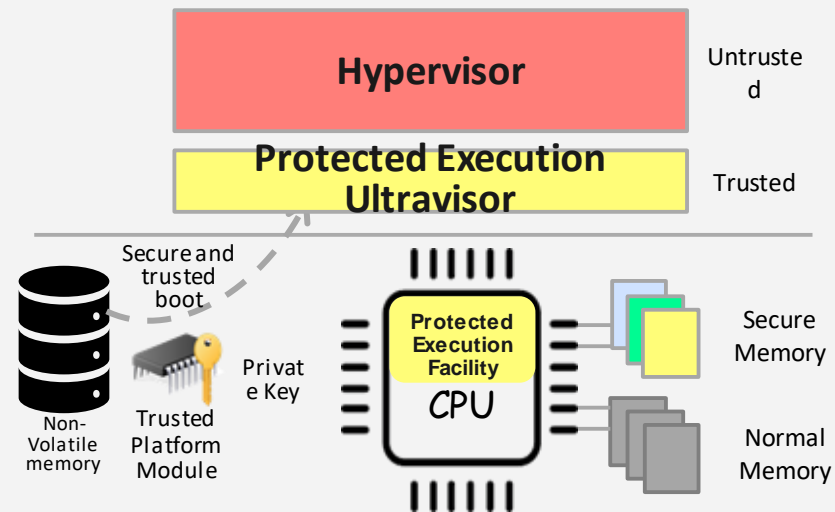 Hypervisor
Untruste
d
Protected Execution
Ultravisor
Trusted
Secure and
trusted
boot
Protected
Execution
Facility
CPU
Secure
Memory
Privat
e Key
Non-
Volatile
memory
Trusted
Platform
Module
Normal
Memory